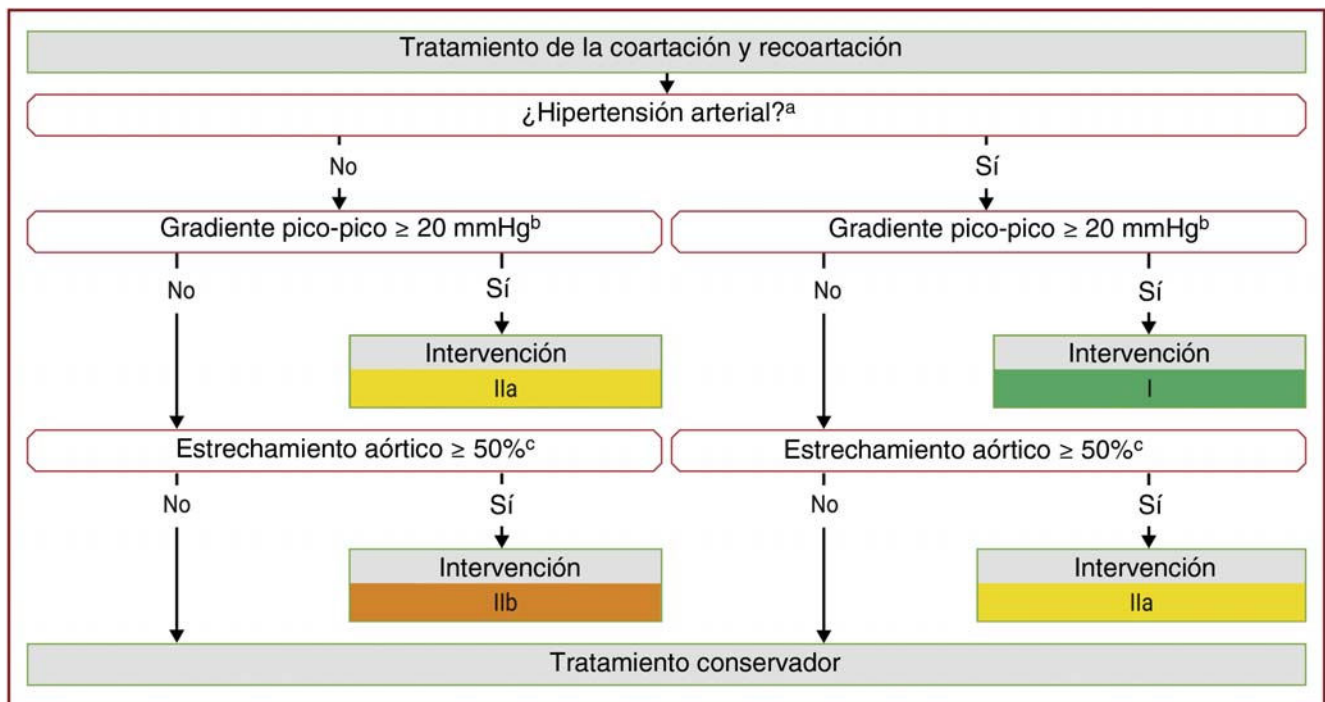 Tratamiento de la coartación y recoartación
¿Hipertensión arterial?ᵃ
No
Sí
Gradiente pico-pico ≥ 20 mmHgᵇ
Gradiente pico-pico ≥ 20 mmHgᵇ
No
Sí
No
Sí
Intervención
IIa
Intervención
I
Estrechamiento aórtico ≥ 50%ᶜ
Estrechamiento aórtico ≥ 50%ᶜ
No
Sí
No
Sí
Intervención
IIb
Intervención
IIa
Tratamiento conservador